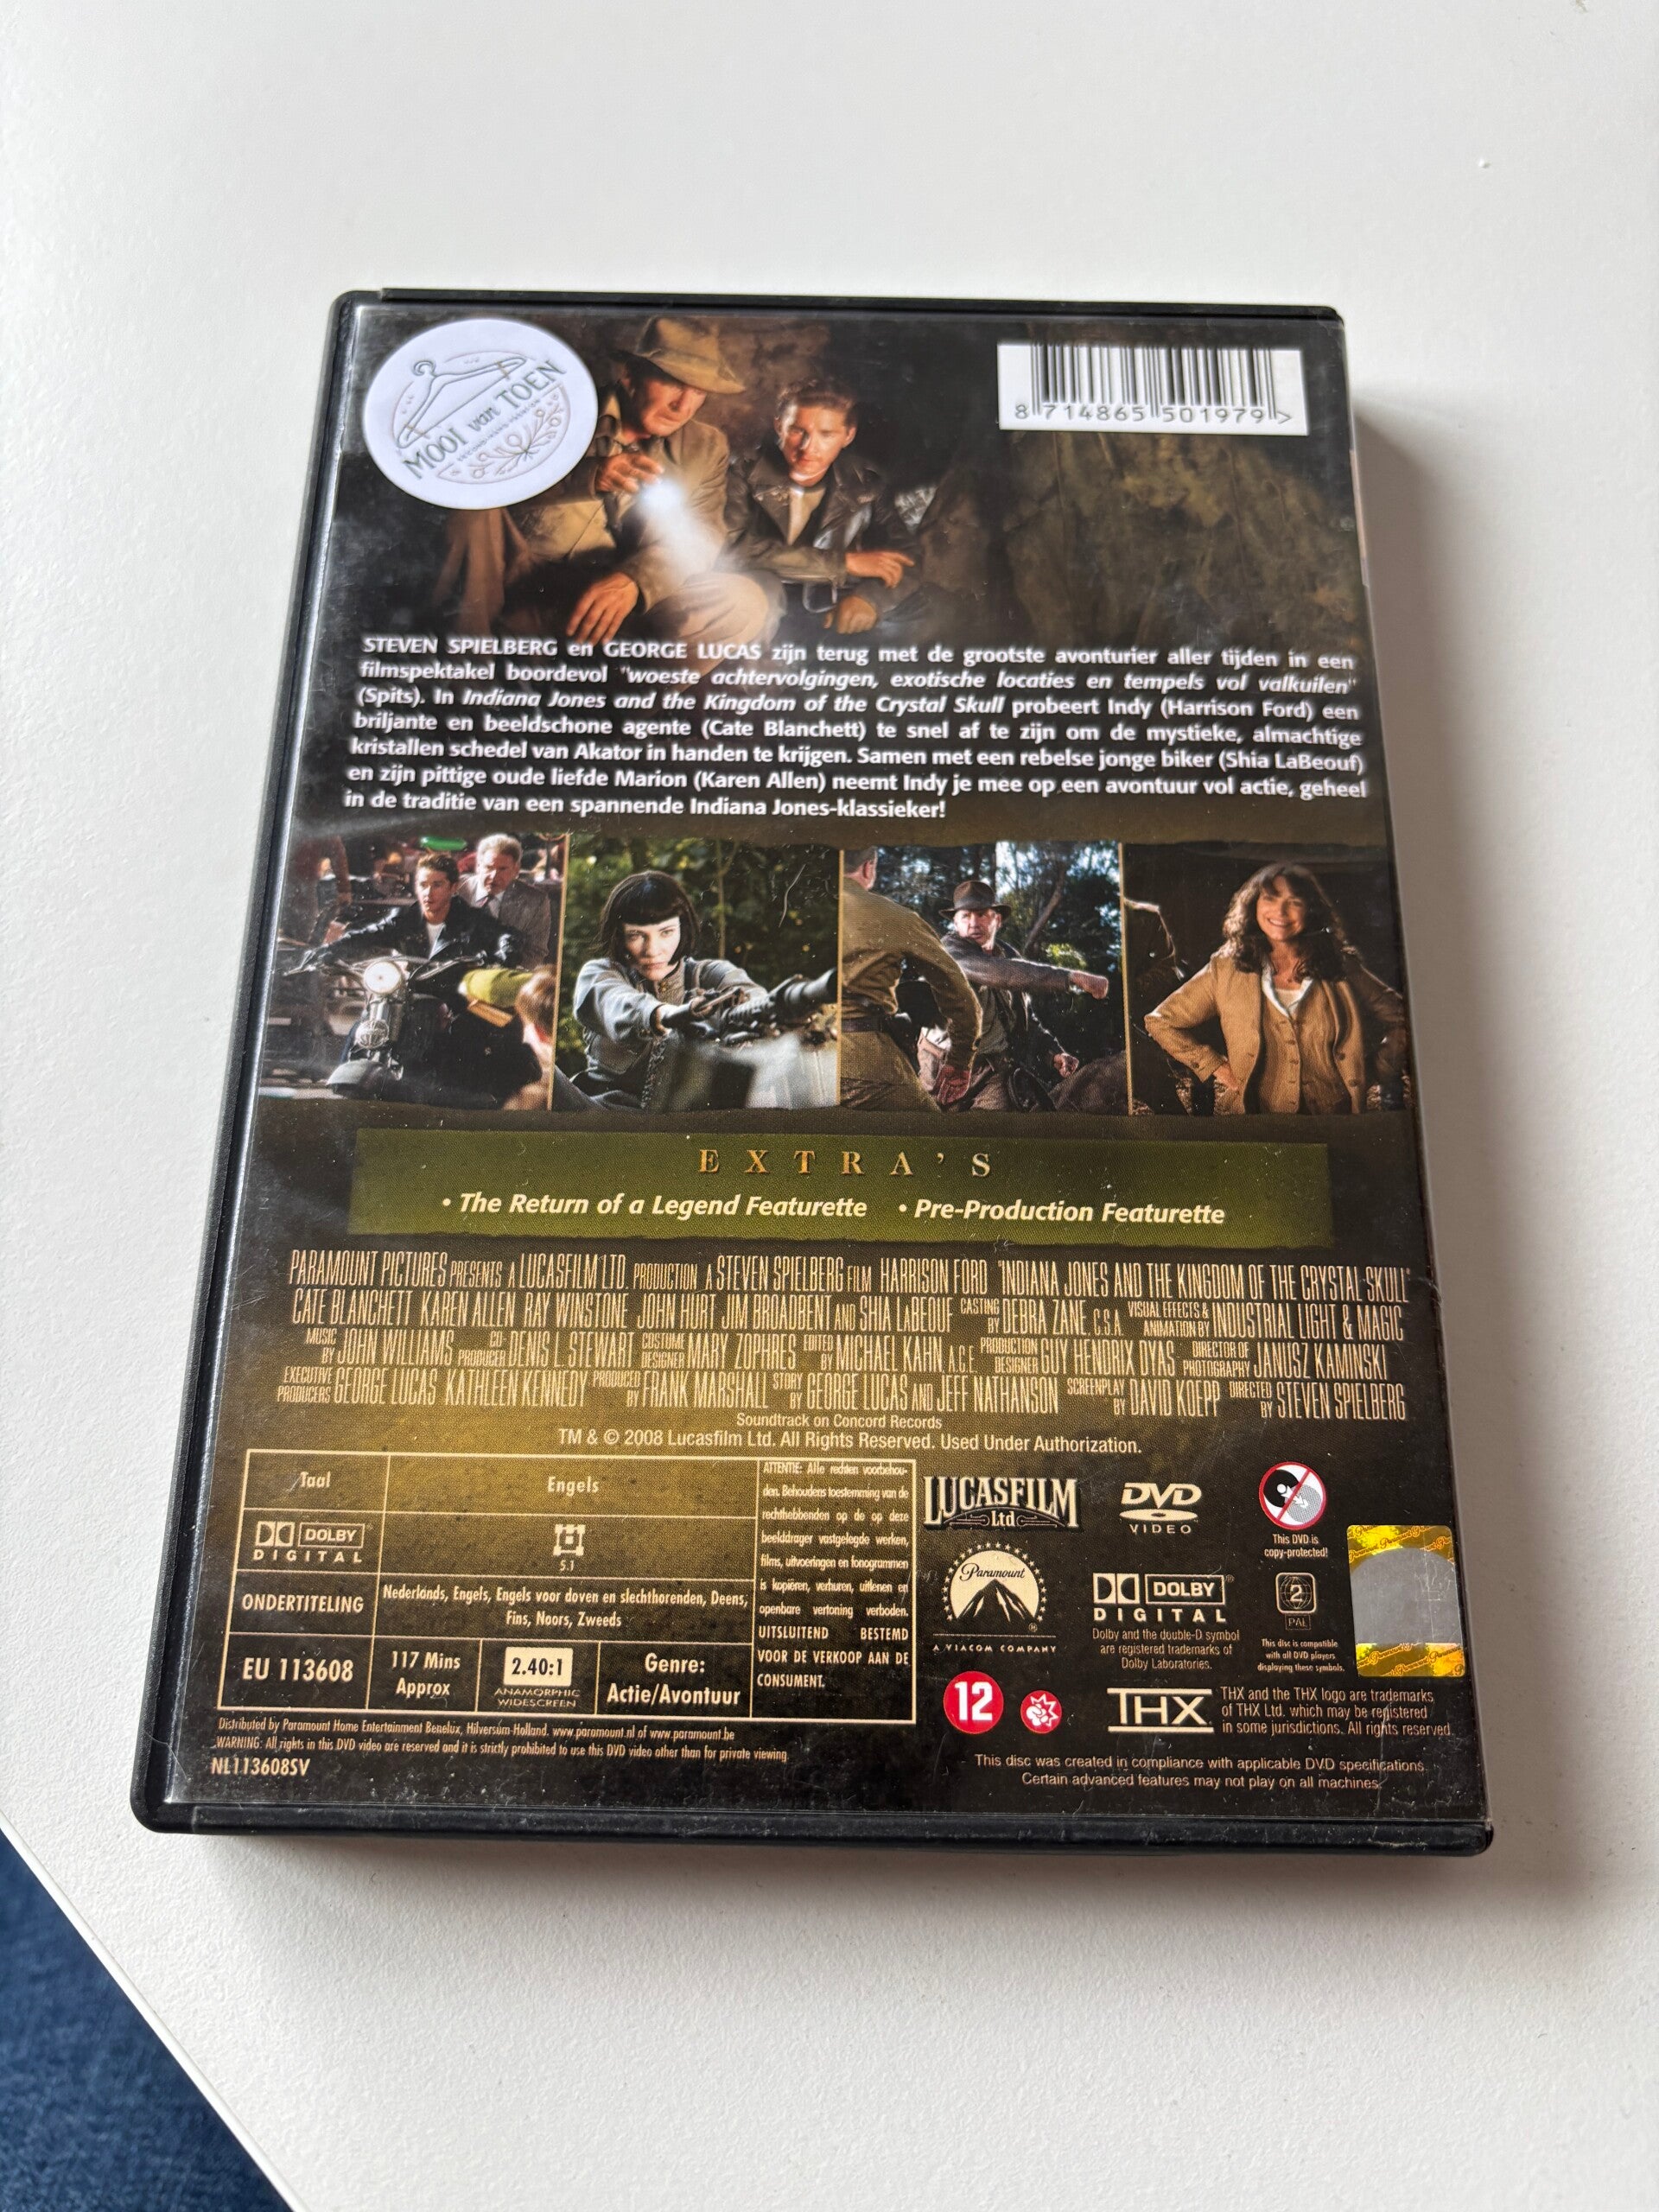 MOOI van TOEN
8 714865 501979 >
STEVEN SPIELBERG en GEORGE LUCAS zijn terug met de grootste avonturier aller tijden in een
filmspektakel boordevol "woeste achtervolgingen, exotische locaties en tempels vol valkuilen"
(Spits). In Indiana Jones and the Kingdom of the Crystal Skull probeert Indy (Harrison Ford) een
briljante en beeldschone agente (Cate Blanchett) te snel af te zijn om de mystieke, almachtige
kristallen schedel van Akator in handen te krijgen. Samen met een rebelse jonge biker (Shia LaBeouf)
en zijn pittige oude liefde Marion (Karen Allen) neemt Indy je mee op een avontuur vol actie, geheel
in de traditie van een spannende Indiana Jones-klassieker!
EXTRA'S
• The Return of a Legend Featurette • Pre-Production Featurette
PARAMOUNT PICTURES PRESENTS A LUCASFILM LTD. PRODUCTION A STEVEN SPIELBERG FILM HARRISON FORD "INDIANA JONES AND THE KINGDOM OF THE CRYSTAL SKULL"
CATE BLANCHETT KAREN ALLEN RAY WINSTONE JOHN HURT JIM BROADBENT AND SHIA LaBEOUF CASTING BY DEBRA ZANE, C.S.A. VISUAL EFFECTS & ANIMATION BY INDUSTRIAL LIGHT & MAGIC
MUSIC BY JOHN WILLIAMS CO PRODUCER DENIS L. STEWART COSTUME DESIGNER MARY ZOPHRES EDITED BY MICHAEL KAHN, A.C.E. PRODUCTION DESIGNER GUY HENDRIX DYAS DIRECTOR OF PHOTOGRAPHY JANUSZ KAMINSKI
EXECUTIVE PRODUCERS GEORGE LUCAS KATHLEEN KENNEDY PRODUCED BY FRANK MARSHALL STORY BY GEORGE LUCAS AND JEFF NATHANSON SCREENPLAY BY DAVID KOEPP DIRECTED BY STEVEN SPIELBERG
Soundtrack on Concord Records
TM & © 2008 Lucasfilm Ltd. All Rights Reserved. Used Under Authorization.
Taal
Engels
DOLBY
DIGITAL
5.1
ONDERTITELING
Nederlands, Engels, Engels voor doven en slechthorenden, Deens,
Fins, Noors, Zweeds
EU 113608
117 Mins
Approx
2.40:1
ANAMORPHIC
WIDESCREEN
Genre:
Actie/Avontuur
ATTENTIE: Alle rechten voorbehou-
den. Behoudens toestemming van de
rechthebbenden op de op deze
beelddrager vastgelegde werken,
films, uitvoeringen en fonogrammen
is kopiëren, verhuren, uitlenen en
openbare vertoning verboden.
UITSLUITEND BESTEMD
VOOR DE VERKOOP AAN DE
CONSUMENT.
LUCASFILM
Ltd
DVD
VIDEO
This DVD is
copy-protected!
Paramount
A VIACOM COMPANY
DOLBY
DIGITAL
Dolby and the double-D symbol
are registered trademarks of
Dolby Laboratories.
2
PAL
This disc is compatible
with all DVD players
displaying these symbols.
12
THX
THX and the THX logo are trademarks
of THX Ltd. which may be registered
in some jurisdictions. All rights reserved.
Distributed by Paramount Home Entertainment Benelux, Hilversum-Holland. www.paramount.nl of www.paramount.be
WARNING: All rights in this DVD video are reserved and it is strictly prohibited to use this DVD video other than for private viewing
NL113608SV
This disc was created in compliance with applicable DVD specifications.
Certain advanced features may not play on all machines.